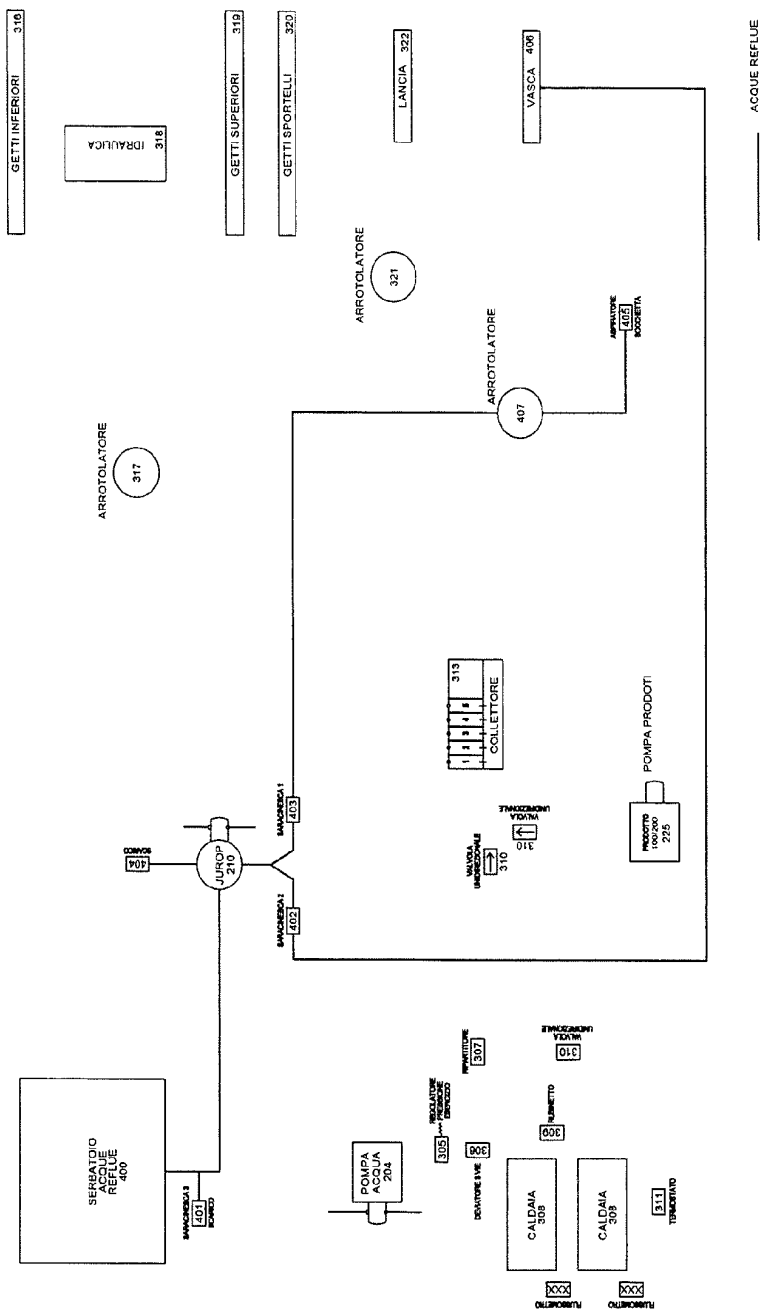 GETTI INFERIORI 316
IDRAULICA 318
GETTI SUPERIORI 319
GETTI SPORTELLI 320
LANCIA 322
VASCA 406
ACQUE REFLUE
ARROTOLATORE
321
ARROTOLATORE
317
ARROTOLATORE
407
ASPIRATORE
405
BOCCHETTA
313
1 2 3 4 5
COLLETTORE
SARACINESCA 1
403
SCARICO
404
JUROP
210
SARACINESCA 2
402
VALVOLA
UNIDIREZIONALE
310
VALVOLA
UNIDIREZIONALE
310
POMPA PRODOTI
PRODOTTO
100/200
225
SERBATOIO
ACQUE
REFLUE
400
SARACINESCA 3
401
SCARICO
POMPA
ACQUA
204
REGOLATORE
PRESSIONE
ESERCIZIO
305
RIPARTITORE
307
DEVIATORE 3 VIE
306
RUBINETTO
309
VALVOLA
UNIDIREZIONALE
310
CALDAIA
308
CALDAIA
308
311
TERMOSTATO
XXX
FLUSSOMETRO
XXX
FLUSSOMETRO